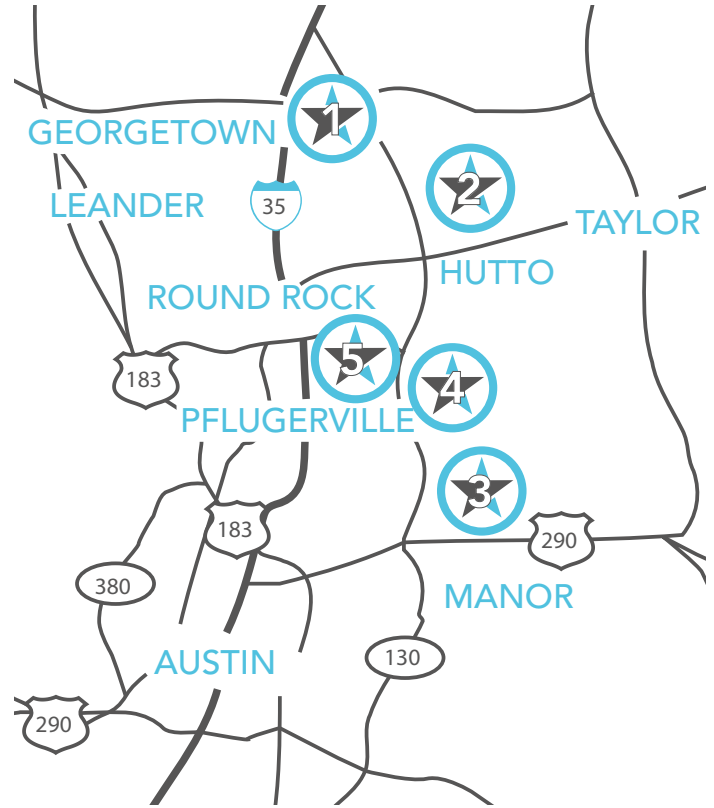 1
GEORGETOWN
2
LEANDER
35
TAYLOR
HUTTO
ROUND ROCK
5
183
4
PFLUGERVILLE
3
183
290
380
MANOR
130
AUSTIN
290